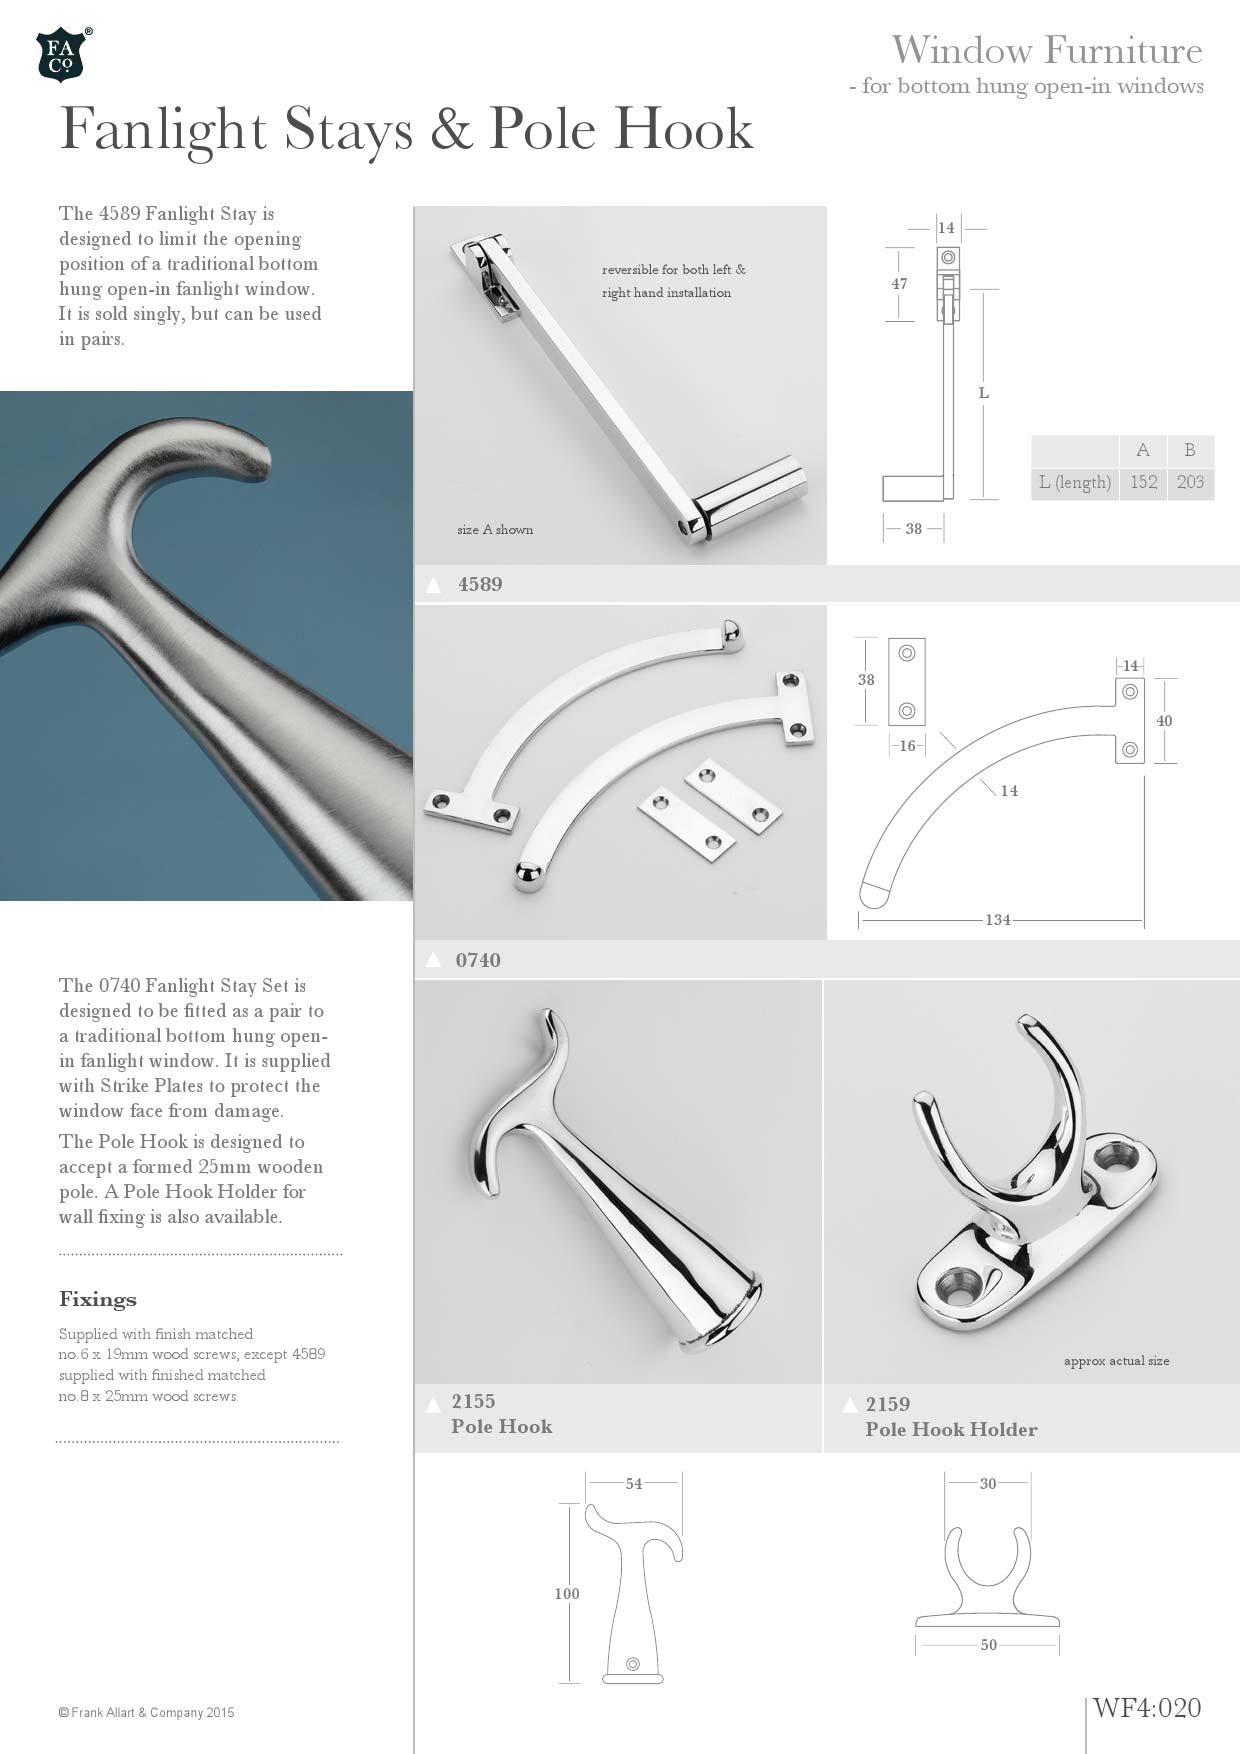 FA
Co.
®
Window Furniture
- for bottom hung open-in windows
Fanlight Stays & Pole Hook
The 4589 Fanlight Stay is
designed to limit the opening
position of a traditional bottom
hung open-in fanlight window.
It is sold singly, but can be used
in pairs.
reversible for both left &
right hand installation
size A shown
14
47
L
38
A B
L (length) 152 203
4589
38
16
14
40
14
134
0740
The 0740 Fanlight Stay Set is
designed to be fitted as a pair to
a traditional bottom hung open-
in fanlight window. It is supplied
with Strike Plates to protect the
window face from damage.
The Pole Hook is designed to
accept a formed 25mm wooden
pole. A Pole Hook Holder for
wall fixing is also available.
Fixings
Supplied with finish matched
no.6 x 19mm wood screws, except 4589
supplied with finished matched
no.8 x 25mm wood screws.
approx actual size
2155
Pole Hook
2159
Pole Hook Holder
54
100
30
50
© Frank Allart & Company 2015
WF4:020